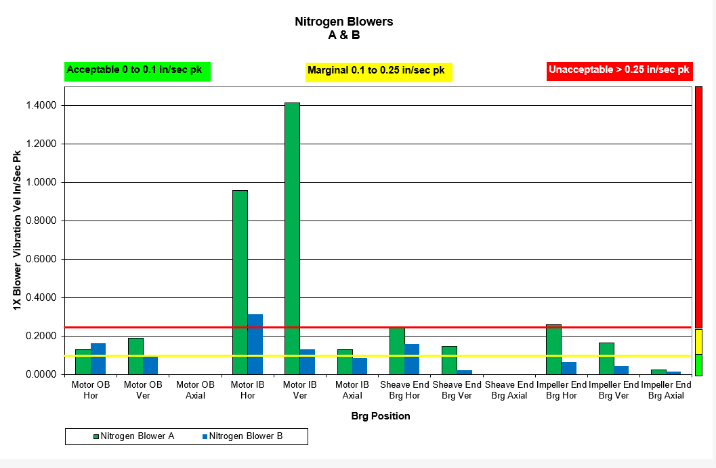 Nitrogen Blowers
A & B
Acceptable 0 to 0.1 in/sec pk
Marginal 0.1 to 0.25 in/sec pk
Unacceptable > 0.25 in/sec pk
1X Blower Vibration Vel In/Sec Pk
1.4000
1.2000
1.0000
0.8000
0.6000
0.4000
0.2000
0.0000
Motor OB
Hor
Motor OB
Ver
Motor OB
Axial
Motor IB
Hor
Motor IB
Ver
Motor IB
Axial
Sheave End
Brg Hor
Sheave End
Brg Ver
Sheave End
Brg Axial
Impeller End
Brg Hor
Impeller End
Brg Ver
Impeller End
Brg Axial
Brg Position
Nitrogen Blower A
Nitrogen Blower B